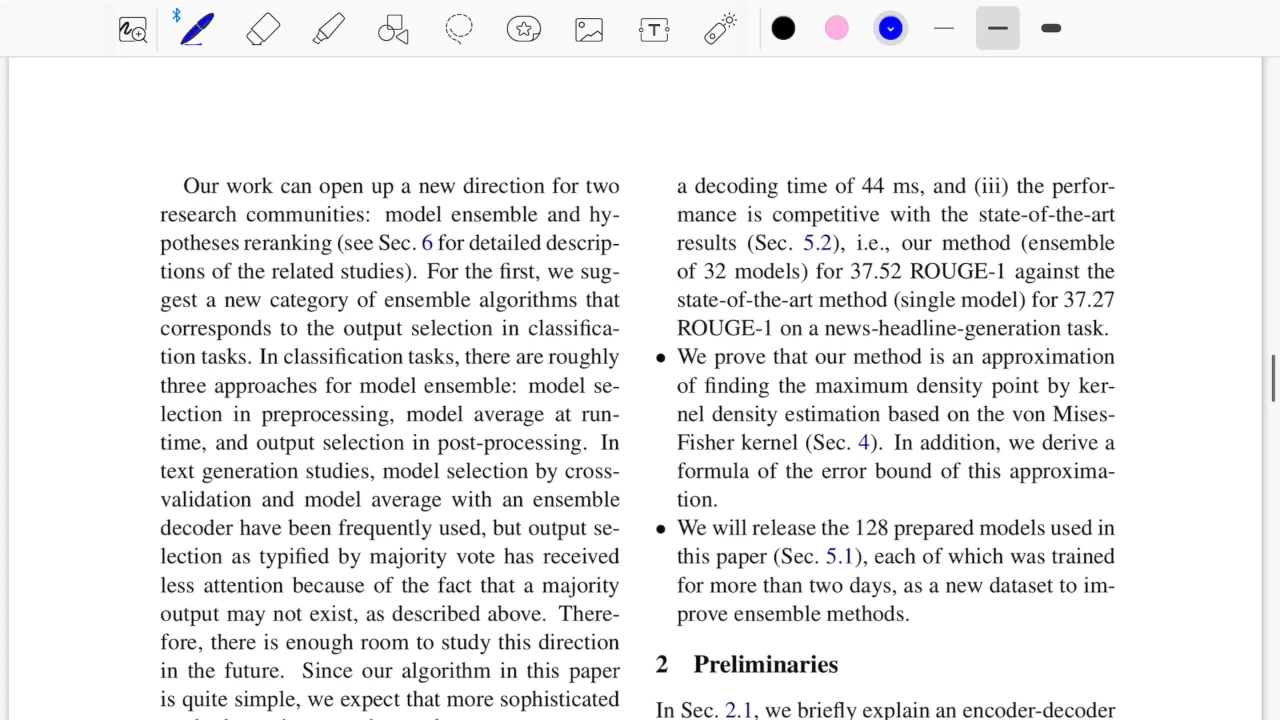 Our work can open up a new direction for two
research communities: model ensemble and hy-
potheses reranking (see Sec. 6 for detailed descrip-
tions of the related studies). For the first, we sug-
gest a new category of ensemble algorithms that
corresponds to the output selection in classifica-
tion tasks. In classification tasks, there are roughly
three approaches for model ensemble: model se-
lection in preprocessing, model average at run-
time, and output selection in post-processing. In
text generation studies, model selection by cross-
validation and model average with an ensemble
decoder have been frequently used, but output se-
lection as typified by majority vote has received
less attention because of the fact that a majority
output may not exist, as described above. There-
fore, there is enough room to study this direction
in the future. Since our algorithm in this paper
is quite simple, we expect that more sophisticated
a decoding time of 44 ms, and (iii) the perfor-
mance is competitive with the state-of-the-art
results (Sec. 5.2), i.e., our method (ensemble
of 32 models) for 37.52 ROUGE-1 against the
state-of-the-art method (single model) for 37.27
ROUGE-1 on a news-headline-generation task.
• We prove that our method is an approximation
of finding the maximum density point by ker-
nel density estimation based on the von Mises-
Fisher kernel (Sec. 4). In addition, we derive a
formula of the error bound of this approxima-
tion.
• We will release the 128 prepared models used in
this paper (Sec. 5.1), each of which was trained
for more than two days, as a new dataset to im-
prove ensemble methods.
2 Preliminaries
In Sec. 2.1, we briefly explain an encoder-decoder